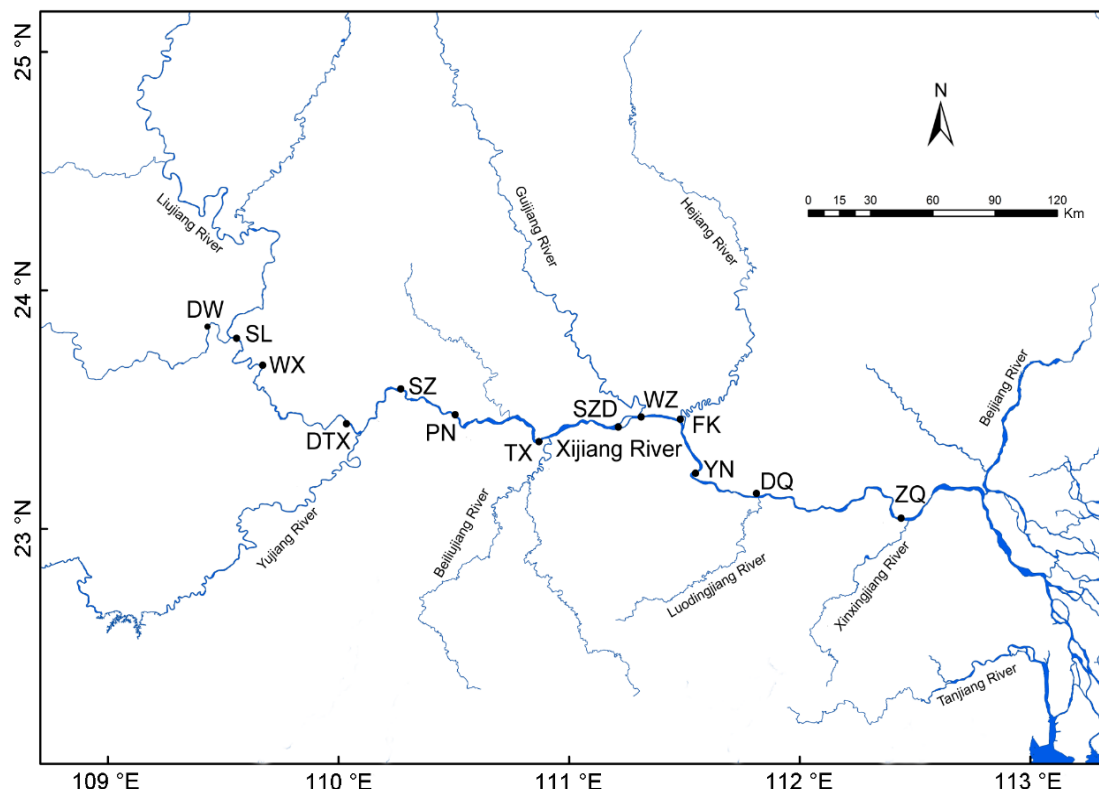 25 °N
24 °N
23 °N
N
0 15 30 60 90 120
Km
Liujiang River
Guijiang River
Hejiang River
DW
SL
WX
SZ
DTX
PN
TX
SZD
WZ
FK
Xijiang River
YN
DQ
ZQ
Beijiang River
Yujiang River
Beiliujiang River
Luodingjiang River
Xinxingjiang River
Tanjiang River
109 °E
110 °E
111 °E
112 °E
113 °E